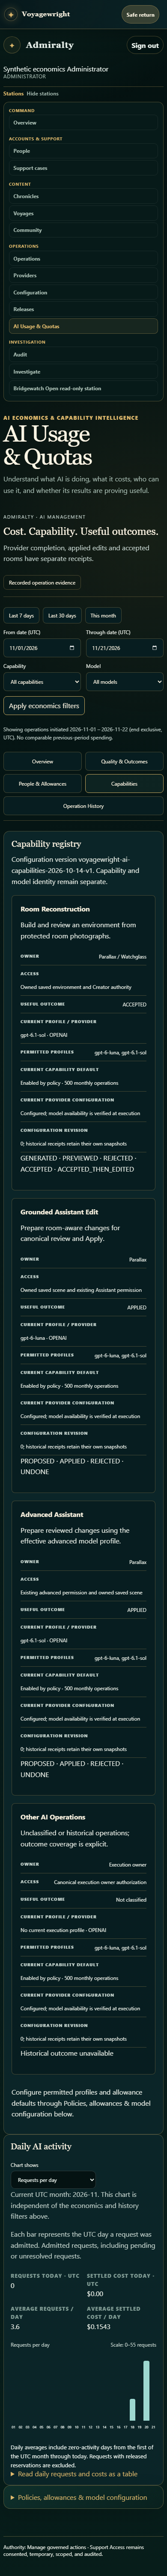 Voyagewright
Safe return
Admiralty
Sign out
Synthetic economics Administrator
ADMINISTRATOR
Stations Hide stations
COMMAND
Overview
ACCOUNTS & SUPPORT
People
Support cases
CONTENT
Chronicles
Voyages
Community
OPERATIONS
Operations
Providers
Configuration
Releases
AI Usage & Quotas
INVESTIGATION
Audit
Investigate
Bridgewatch Open read-only station
AI ECONOMICS & CAPABILITY INTELLIGENCE
AI Usage
& Quotas
Understand what AI is doing, what it costs, who can
use it, and whether its results are proving useful.
ADMIRALTY · AI MANAGEMENT
Cost. Capability. Useful outcomes.
Provider completion, applied edits and accepted
rooms have separate receipts.
Recorded operation evidence
Last 7 days
Last 30 days
This month
From date (UTC)
Through date (UTC)
11/01/2026
11/21/2026
Capability
Model
All capabilities
All models
Apply economics filters
Showing operations initiated 2026-11-01 – 2026-11-22 (end exclusive,
UTC). No comparable previous-period spending.
Overview
Quality & Outcomes
People & Allowances
Capabilities
Operation History
Capability registry
Configuration version voyagewright-ai-
capabilities-2026-10-14-v1. Capability and
model identity remain separate.
Room Reconstruction
Build and review an environment from
protected room photographs.
OWNER
Parallax / Watchglass
ACCESS
Owned saved environment and Creator authority
USEFUL OUTCOME
ACCEPTED
CURRENT PROFILE / PROVIDER
gpt-6.1-sol · OPENAI
PERMITTED PROFILES
gpt-6-luna, gpt-6.1-sol
CURRENT CAPABILITY DEFAULT
Enabled by policy · 500 monthly operations
CURRENT PROVIDER CONFIGURATION
Configured; model availability is verified at execution
CONFIGURATION REVISION
0; historical receipts retain their own snapshots
GENERATED · PREVIEWED · REJECTED ·
ACCEPTED · ACCEPTED_THEN_EDITED
Grounded Assistant Edit
Prepare room-aware changes for
canonical review and Apply.
OWNER
Parallax
ACCESS
Owned saved scene and existing Assistant permission
USEFUL OUTCOME
APPLIED
CURRENT PROFILE / PROVIDER
gpt-6-luna · OPENAI
PERMITTED PROFILES
gpt-6-luna, gpt-6.1-sol
CURRENT CAPABILITY DEFAULT
Enabled by policy · 500 monthly operations
CURRENT PROVIDER CONFIGURATION
Configured; model availability is verified at execution
CONFIGURATION REVISION
0; historical receipts retain their own snapshots
PROPOSED · APPLIED · REJECTED ·
UNDONE
Advanced Assistant
Prepare reviewed changes using the
effective advanced model profile.
OWNER
Parallax
ACCESS
Existing advanced permission and owned saved scene
USEFUL OUTCOME
APPLIED
CURRENT PROFILE / PROVIDER
gpt-6.1-sol · OPENAI
PERMITTED PROFILES
gpt-6-luna, gpt-6.1-sol
CURRENT CAPABILITY DEFAULT
Enabled by policy · 500 monthly operations
CURRENT PROVIDER CONFIGURATION
Configured; model availability is verified at execution
CONFIGURATION REVISION
0; historical receipts retain their own snapshots
PROPOSED · APPLIED · REJECTED ·
UNDONE
Other AI Operations
Unclassified or historical operations;
outcome coverage is explicit.
OWNER
Execution owner
ACCESS
Canonical execution owner authorization
USEFUL OUTCOME
Not classified
CURRENT PROFILE / PROVIDER
No current execution profile · OPENAI
PERMITTED PROFILES
gpt-6-luna, gpt-6.1-sol
CURRENT CAPABILITY DEFAULT
Enabled by policy · 500 monthly operations
CURRENT PROVIDER CONFIGURATION
Configured; model availability is verified at execution
CONFIGURATION REVISION
0; historical receipts retain their own snapshots
Historical outcome unavailable
Configure permitted profiles and allowance
defaults through Policies, allowances & model
configuration below.
Daily AI activity
Chart shows
Requests per day
Current UTC month: 2026-11. This chart is
independent of the economics and history
filters above.
Each bar represents the UTC day a request was
admitted. Admitted requests, including pending
or unresolved requests.
REQUESTS TODAY · UTC
0
SETTLED COST TODAY ·
UTC
$0.00
AVERAGE REQUESTS /
DAY
3.6
AVERAGE SETTLED
COST / DAY
$0.1543
Requests per day
Scale: 0–55 requests
01 02 03 04 05 06 07 08 09 10 11 12 13 14 15 16 17 18 19 20 21
Daily averages include zero-activity days from the first of
the UTC month through today. Requests with released
reservations are excluded.
Read daily requests and costs as a table
Policies, allowances & model configuration
Authority: Manage governed actions · Support Access remains
consented, temporary, scoped, and audited.